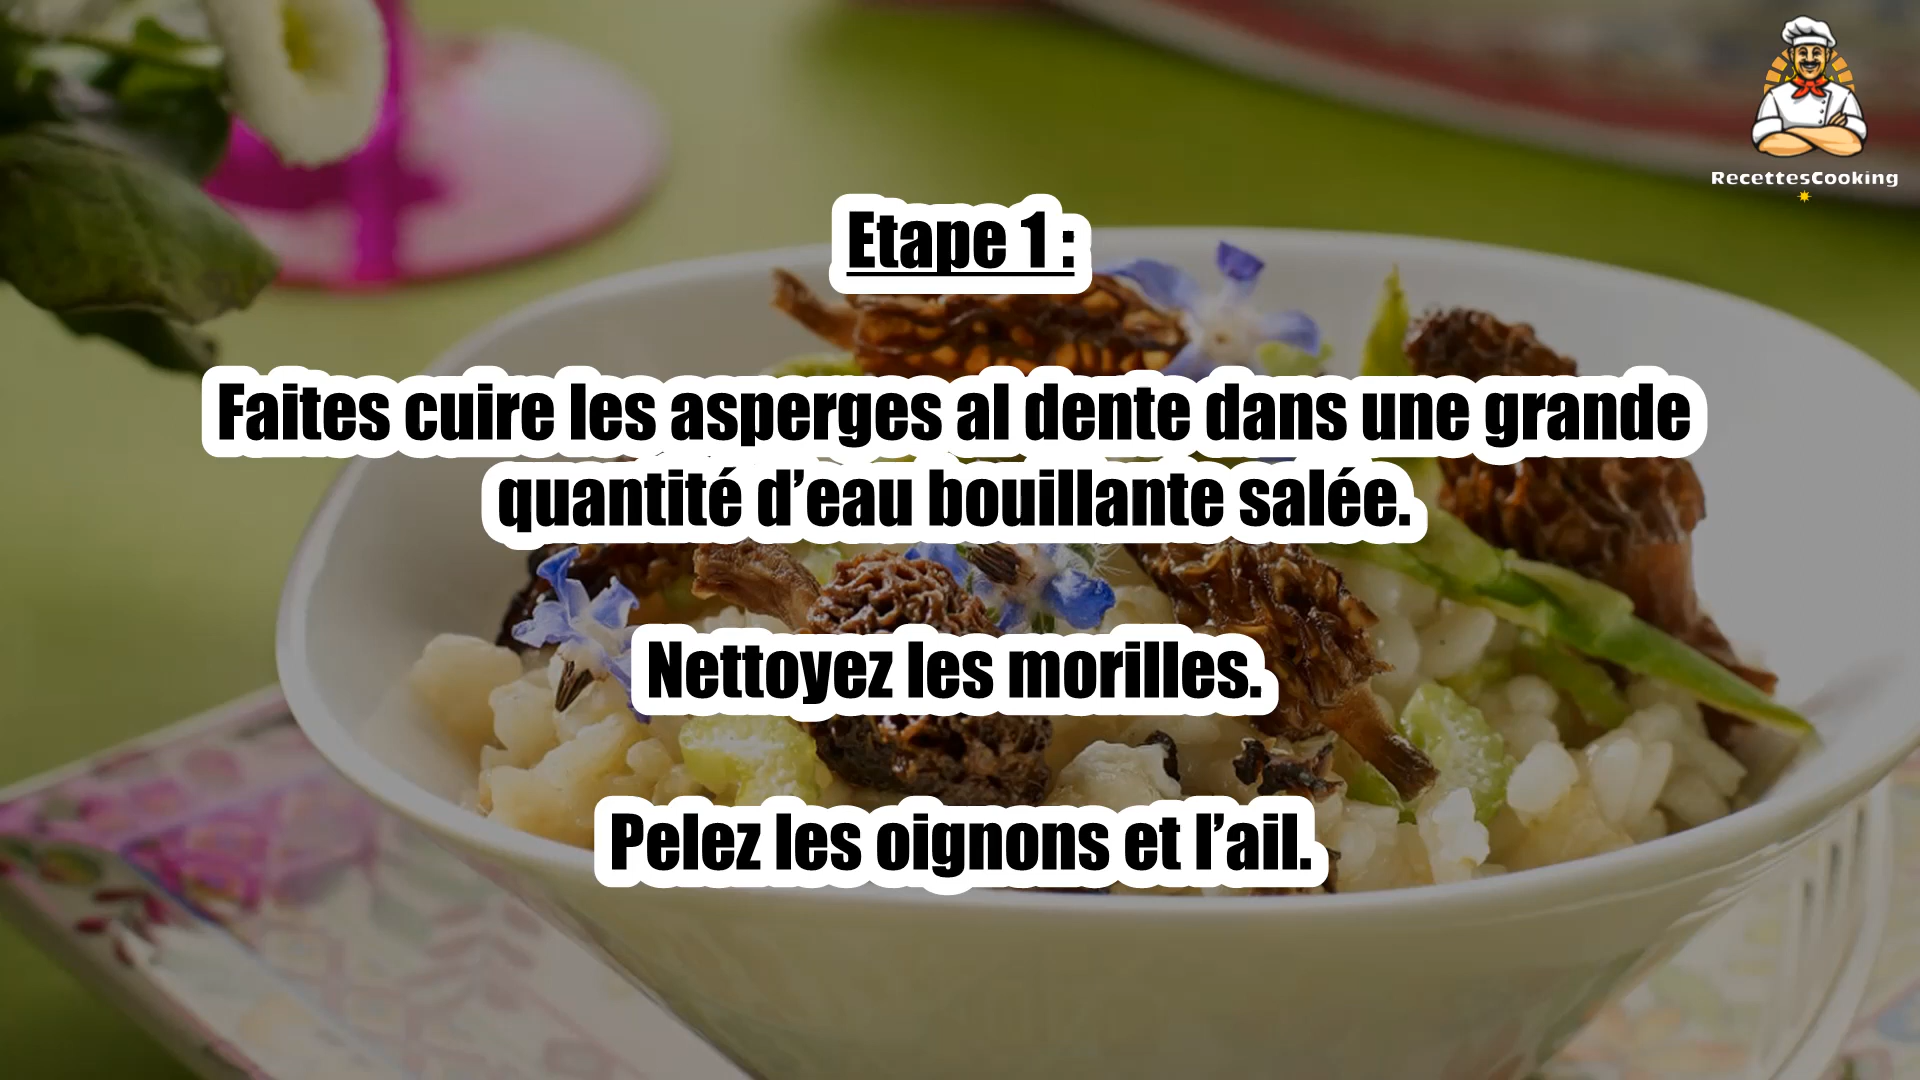 RecettesCooking
Etape 1 :
Faites cuire les asperges al dente dans une grande
quantité d’eau bouillante salée.
Nettoyez les morilles.
Pelez les oignons et l’ail.